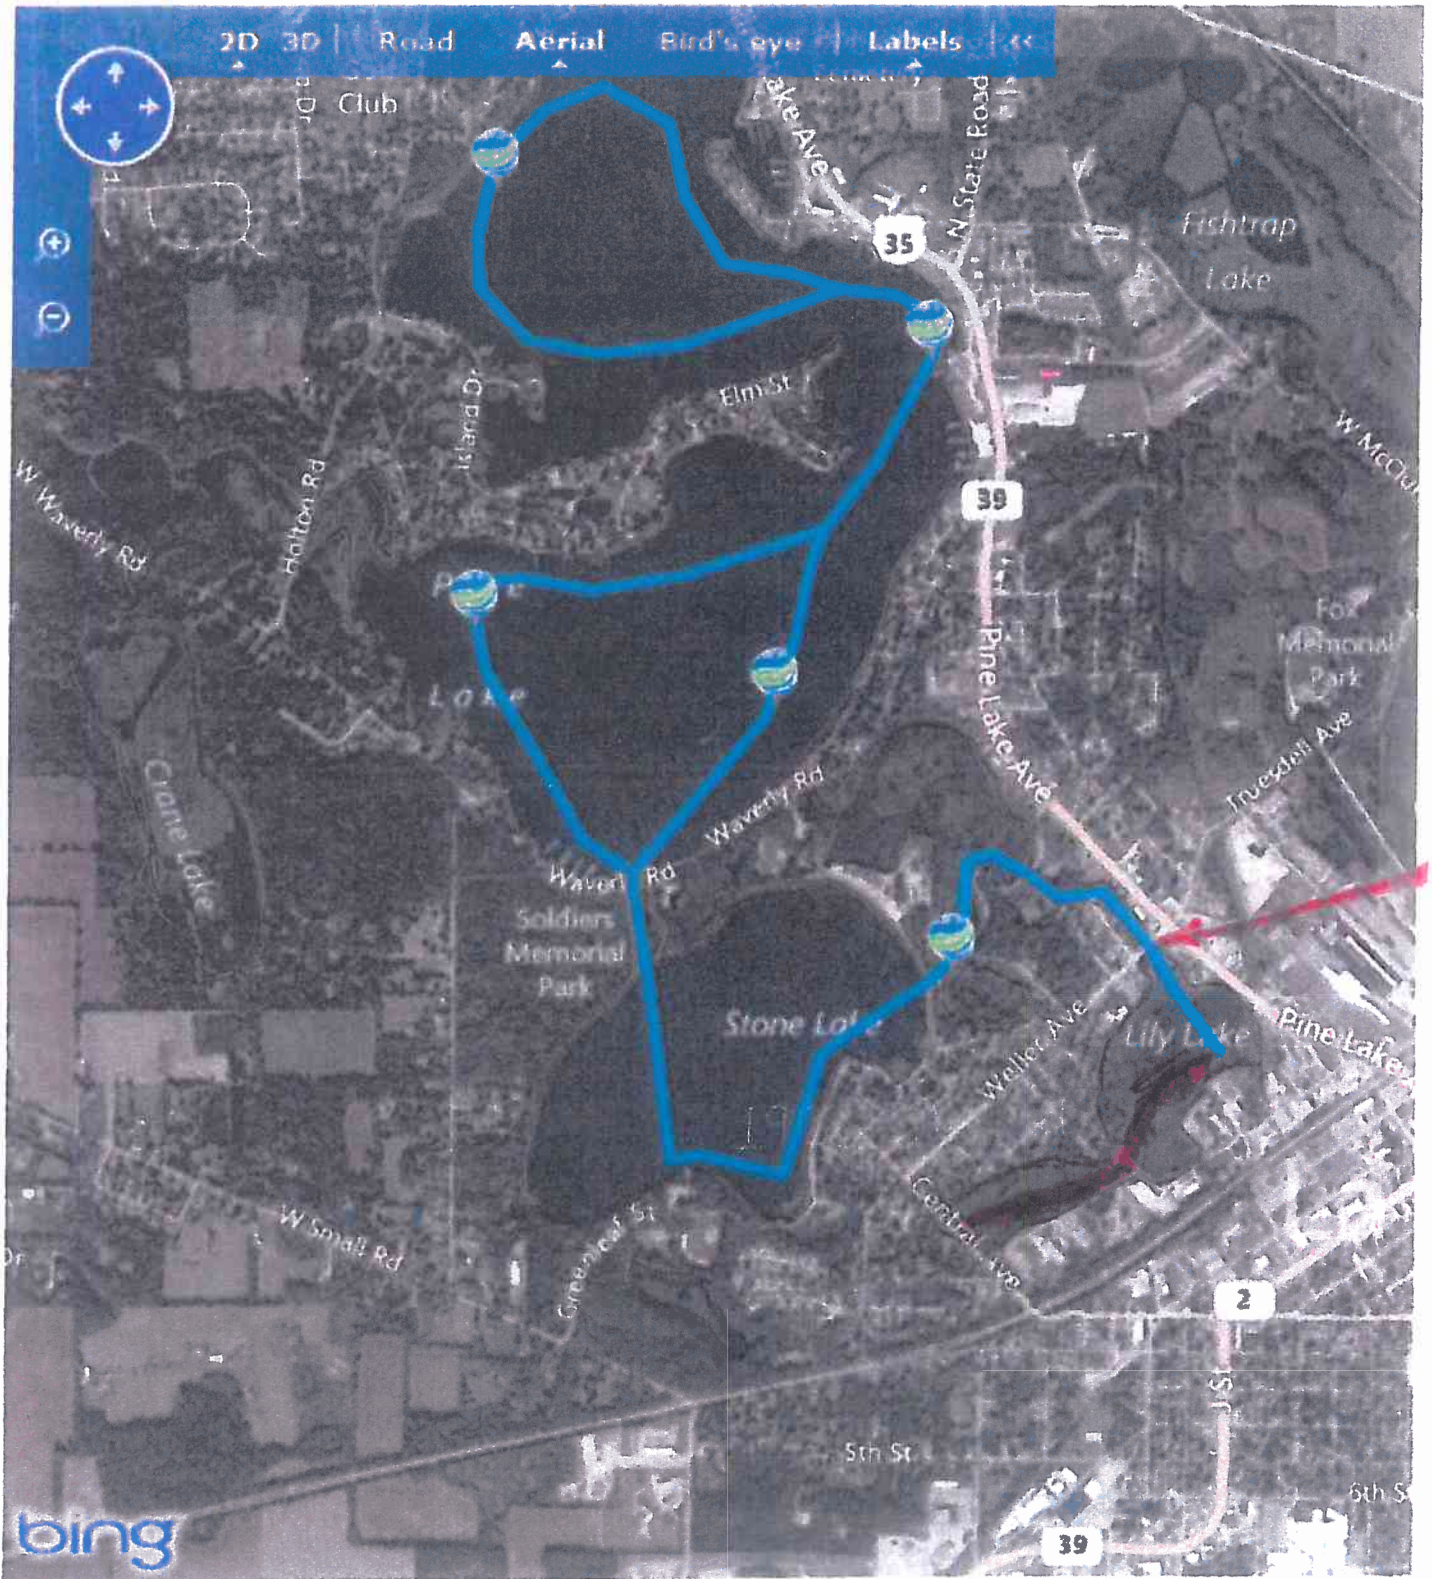 2D 3D Road Aerial Bird's eye Labels «
Club
Lake Ave
N State Road
35
Fishtrap
Lake
Elm St
Island Dr
W Waverly Rd
Holton Rd
39
Fox
Memorial
Park
Lake
Pine Lake Ave
Truesdell Ave
Crane Lake
Waverly Rd
Rd
Soldiers
Memorial
Park
Stone Lake
Weller Ave
Lily Lake
Pine Lake
Central Ave
W Small Rd
Greenleaf St
2
J St
5th St
6th
39
bing